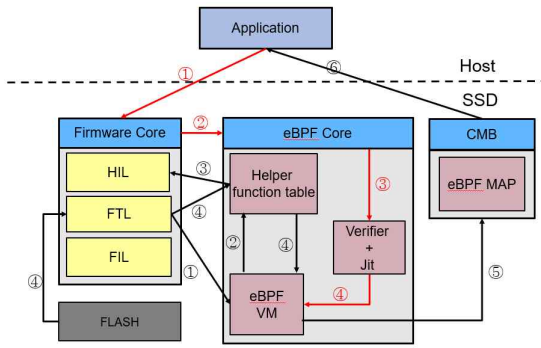 Application
⑥
①
Host
SSD
Firmware Core
②
eBPF Core
CMB
HIL
③
Helper
function table
③
eBPF MAP
FTL
④
Verifier
+
Jit
②
④
FIL
①
④
④
eBPF
VM
⑤
FLASH